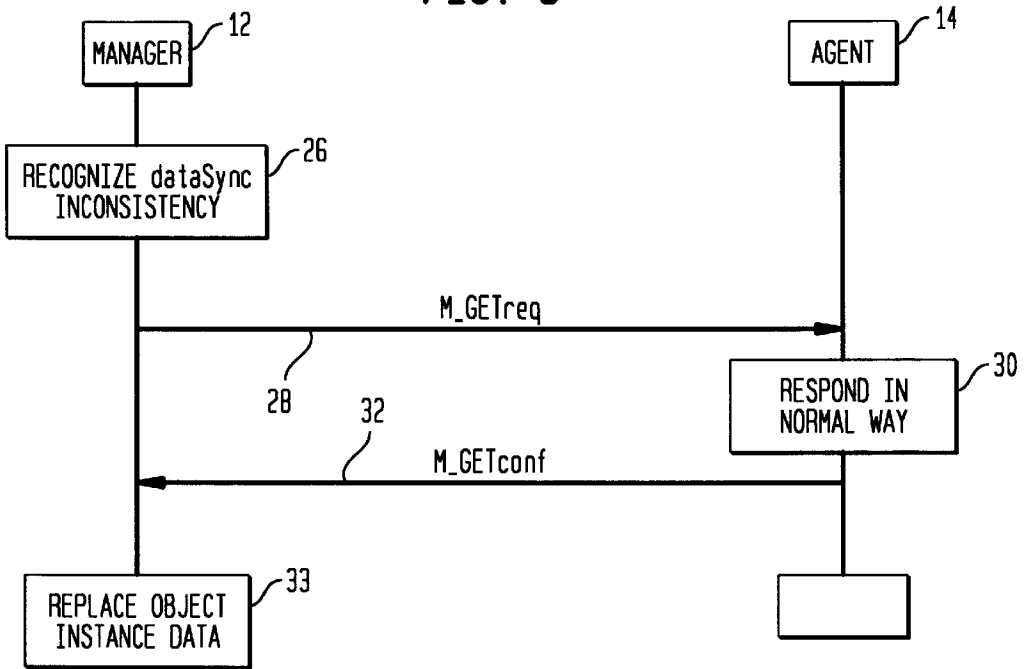 MANAGER
12
AGENT
14
RECOGNIZE dataSync
INCONSISTENCY
26
M_GETreq
28
RESPOND IN
NORMAL WAY
30
32
M_GETconf
REPLACE OBJECT
INSTANCE DATA
33